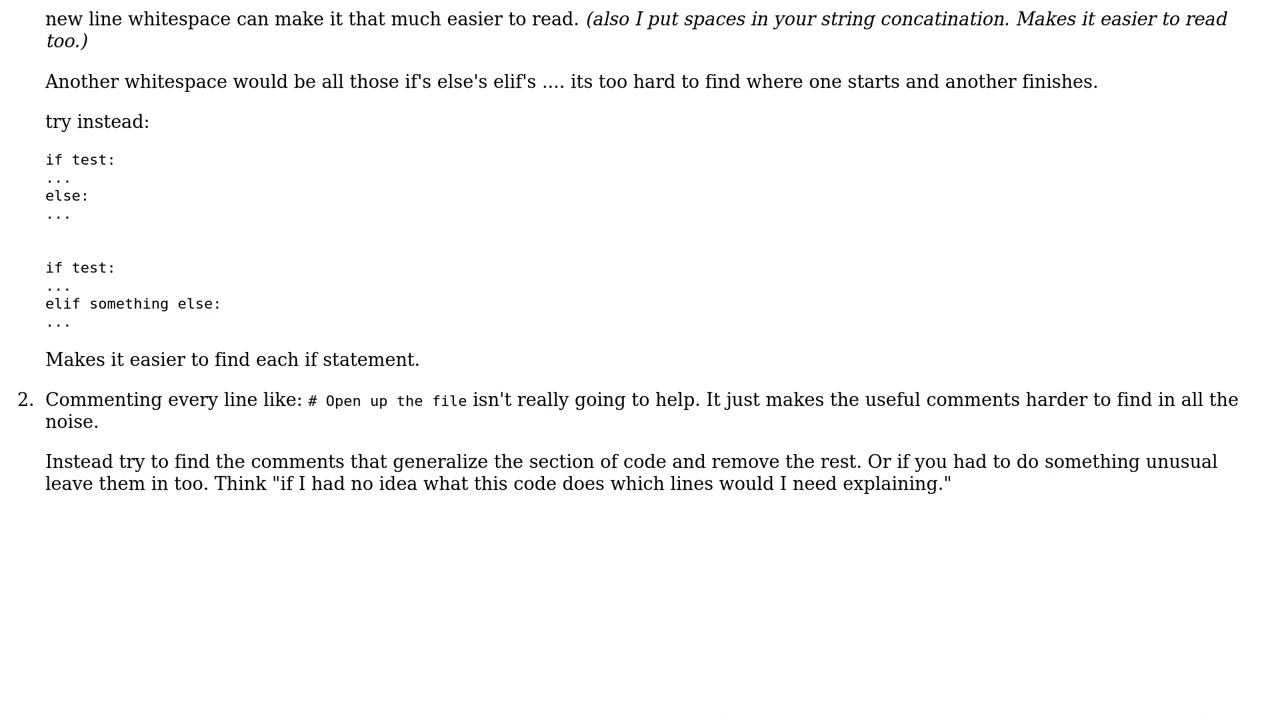 new line whitespace can make it that much easier to read. (also I put spaces in your string concatination. Makes it easier to read
too.)
Another whitespace would be all those if's else's elif's .... its too hard to find where one starts and another finishes.
try instead:
if test:
...
else:
...
if test:
...
elif something else:
...
Makes it easier to find each if statement.
2. Commenting every line like: # Open up the file isn't really going to help. It just makes the useful comments harder to find in all the
noise.
Instead try to find the comments that generalize the section of code and remove the rest. Or if you had to do something unusual
leave them in too. Think "if I had no idea what this code does which lines would I need explaining."